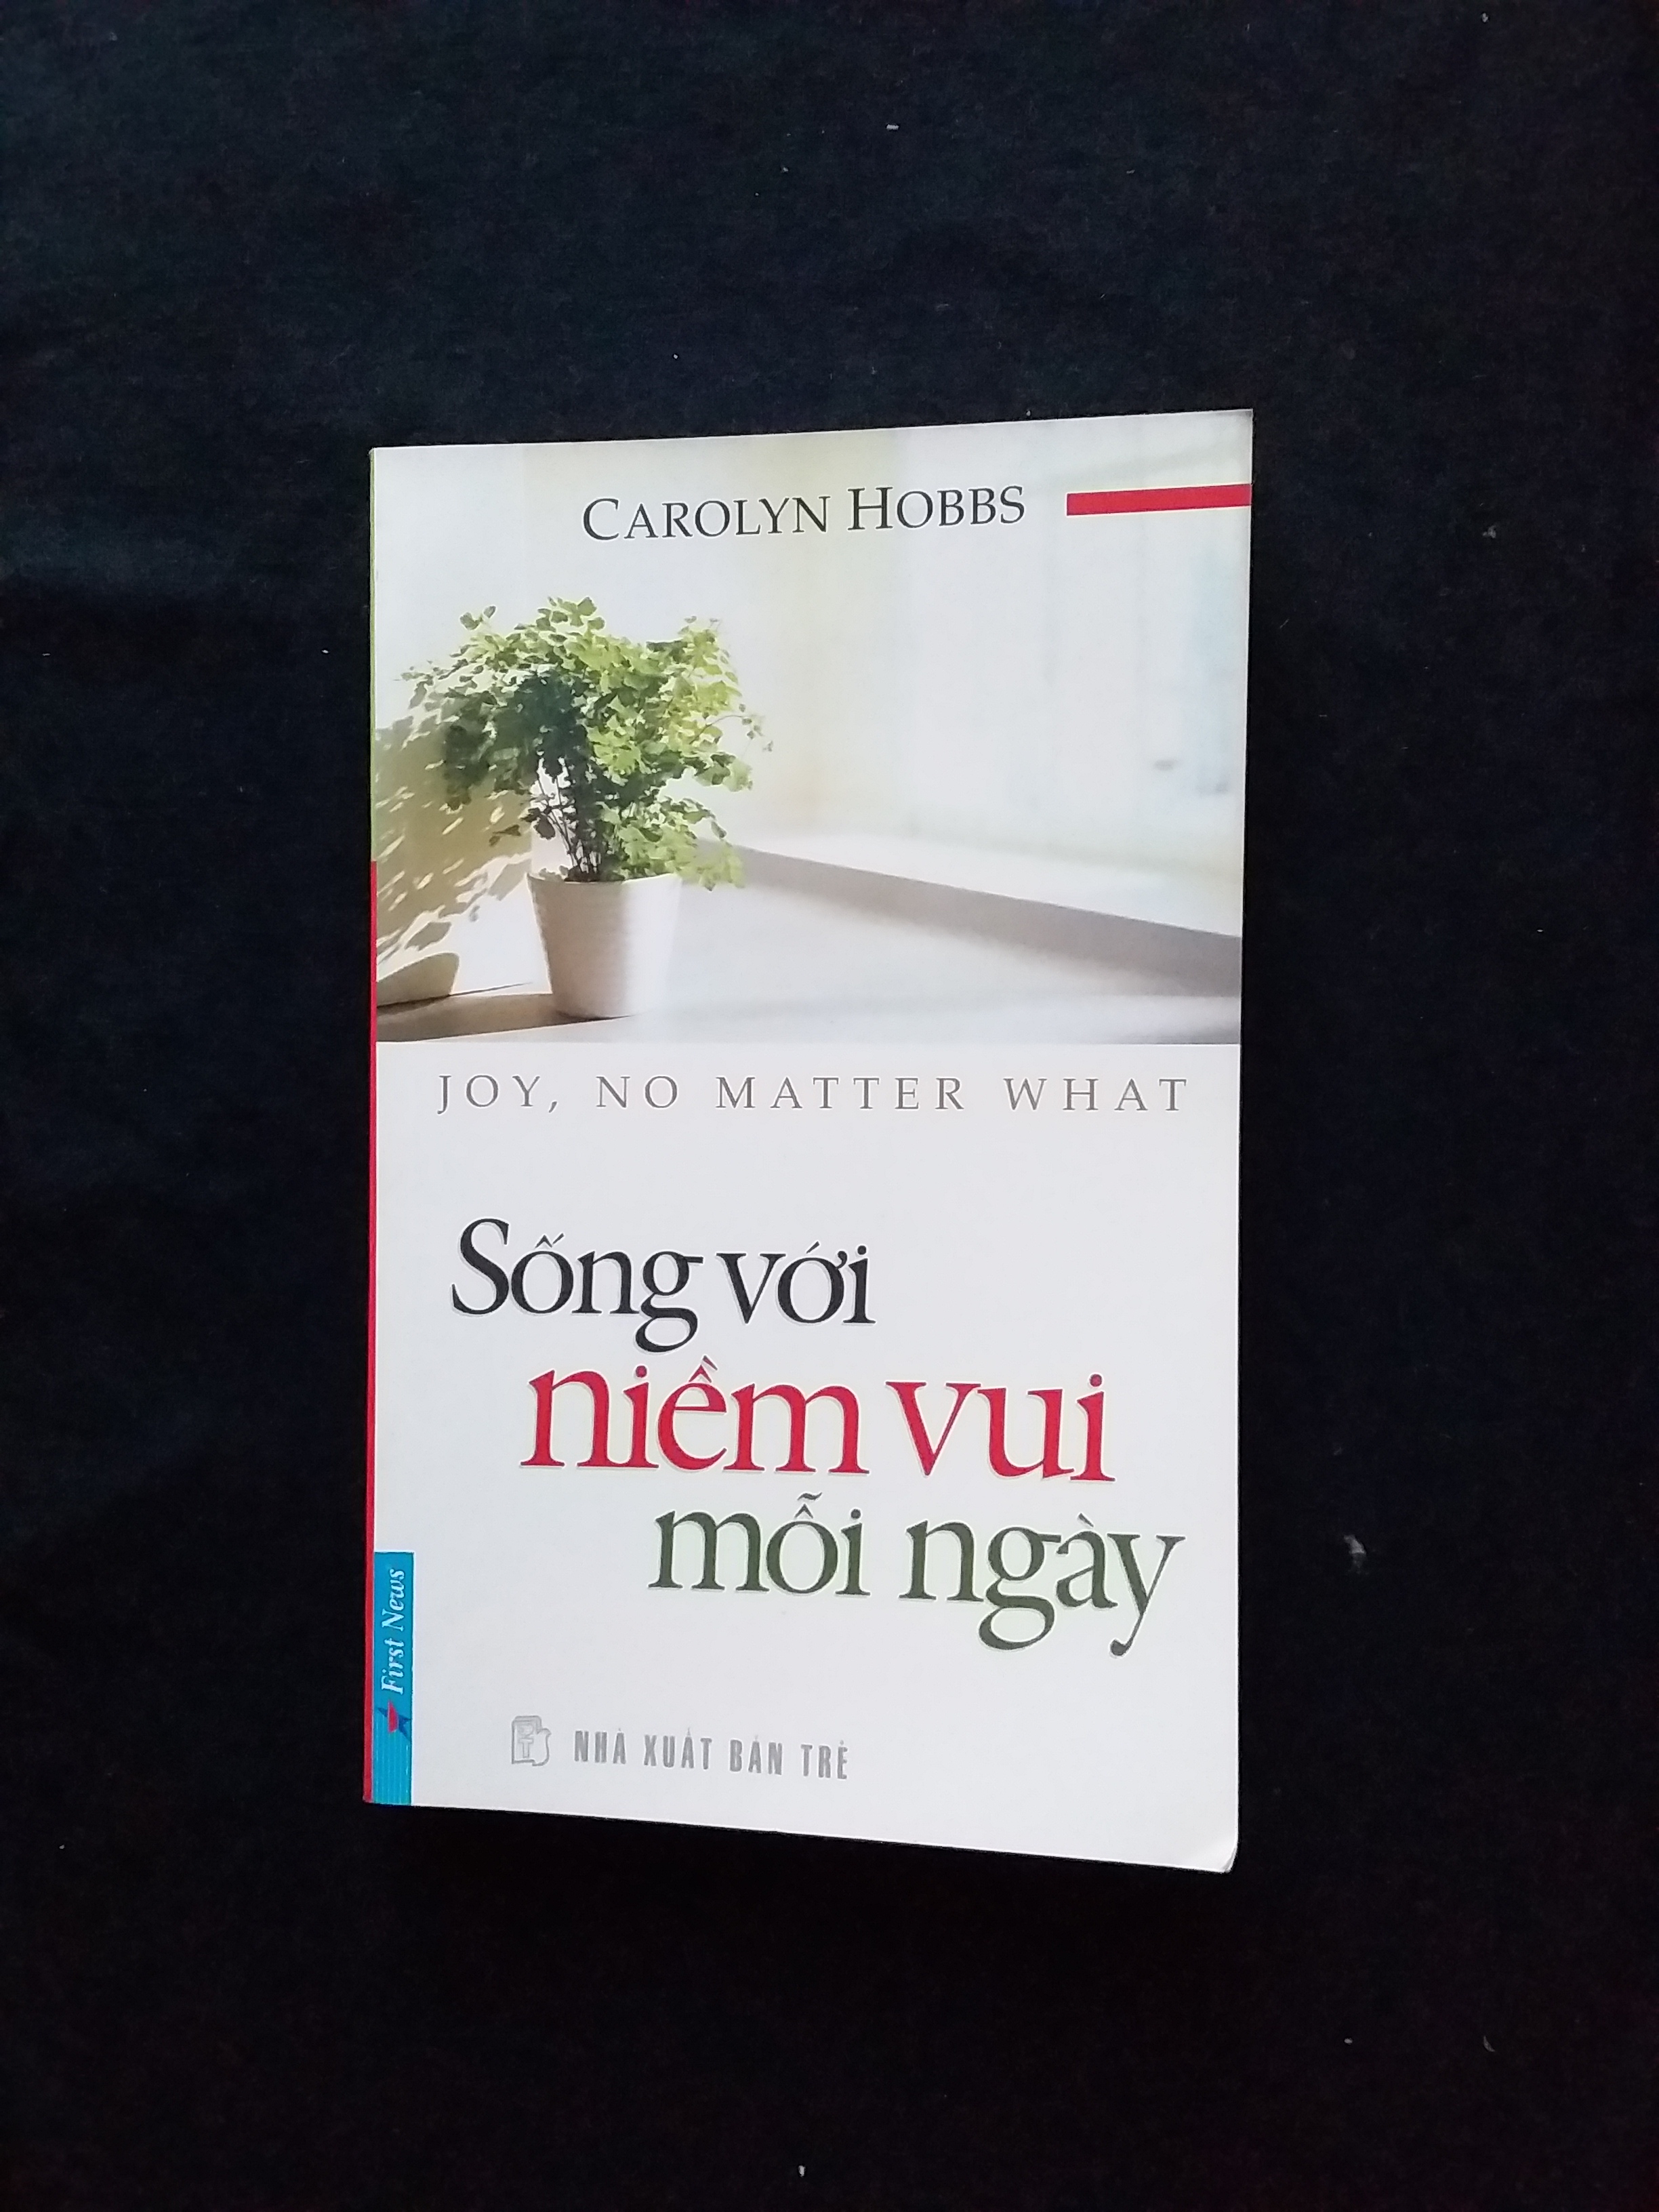 CAROLYN HOBBS
JOY, NO MATTER WHAT
Sống với
niềm vui
mỗi ngày
First News
NHÀ XUẤT BẢN TRẺ